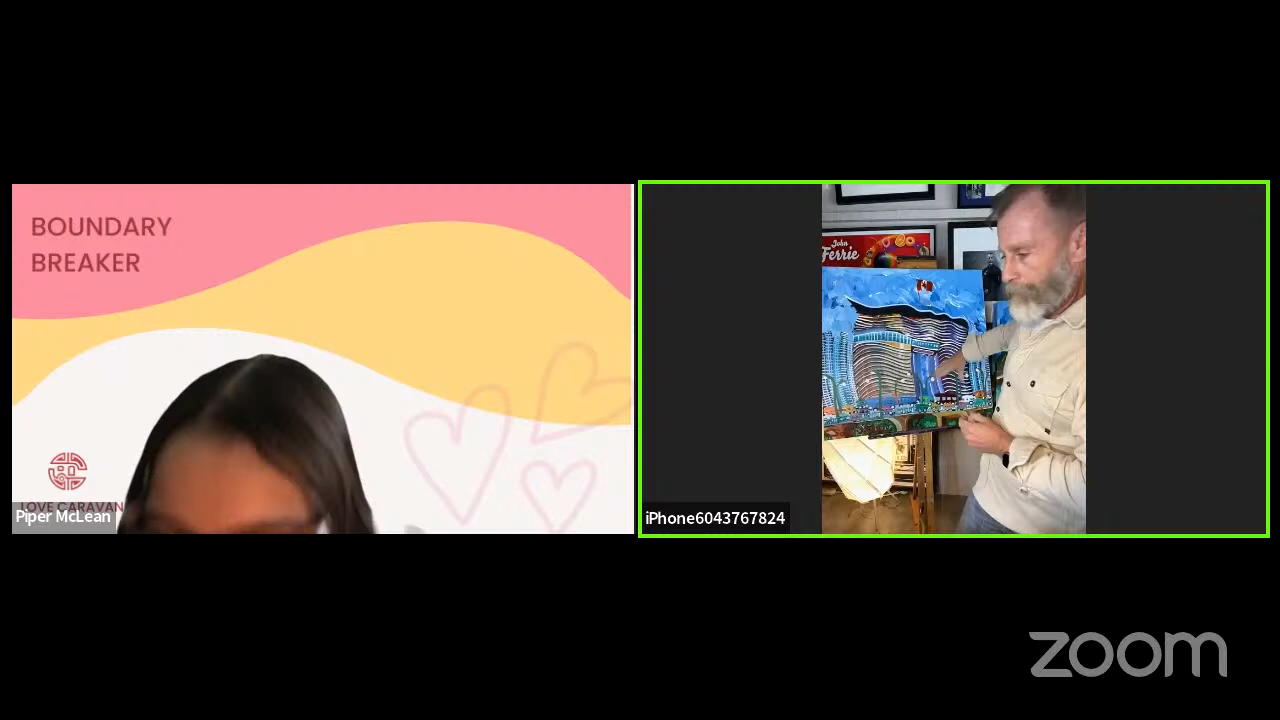 BOUNDARY
BREAKER
LOVE CARAVAN
Piper McLean
John
Ferrie
iPhone6043767824
zoom